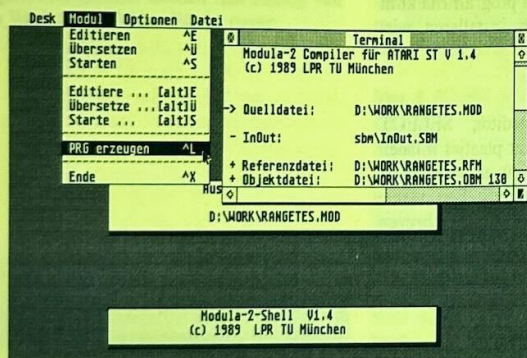 Desk Modul Optionen Datei
Editieren ^E
Übersetzen ^Ü
Starten ^S
Editiere ... [alt]E
Übersetze ... [alt]Ü
Starte ... [alt]S
PRG erzeugen ^L
Ende ^X
Terminal
Modula-2 Compiler für ATARI ST V 1.4
(c) 1989 LPR TU München
-> Quelldatei: D:\WORK\RANGETES.MOD
- InOut: sbm\InOut.SBM
+ Referenzdatei: D:\WORK\RANGETES.RFM
+ Objektdatei: D:\WORK\RANGETES.OBM 130
Aus
D:\WORK\RANGETES.MOD
Modula-2-Shell V1.4
(c) 1989 LPR TU München